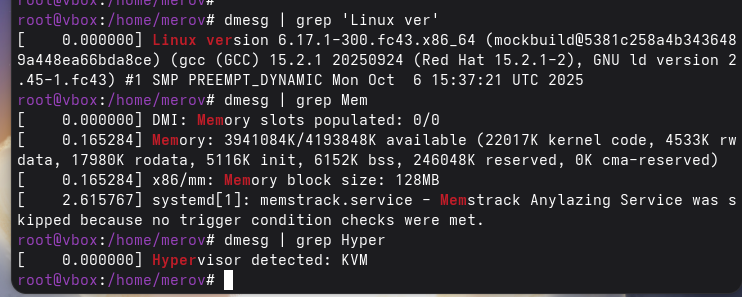 root@vbox:/home/merov#
root@vbox:/home/merov# dmesg | grep 'Linux ver'
[    0.000000] Linux version 6.17.1-300.fc43.x86_64 (mockbuild@5381c258a4b343648
9a448ea66bda8ce) (gcc (GCC) 15.2.1 20250924 (Red Hat 15.2.1-2), GNU ld version 2
.45-1.fc43) #1 SMP PREEMPT_DYNAMIC Mon Oct  6 15:37:21 UTC 2025
root@vbox:/home/merov# dmesg | grep Mem
[    0.000000] DMI: Memory slots populated: 0/0
[    0.165284] Memory: 3941084K/4193848K available (22017K kernel code, 4533K rw
data, 17980K rodata, 5116K init, 6152K bss, 246048K reserved, 0K cma-reserved)
[    0.165284] x86/mm: Memory block size: 128MB
[    2.615767] systemd[1]: memstrack.service - Memstrack Anylazing Service was s
kipped because no trigger condition checks were met.
root@vbox:/home/merov# dmesg | grep Hyper
[    0.000000] Hypervisor detected: KVM
root@vbox:/home/merov#